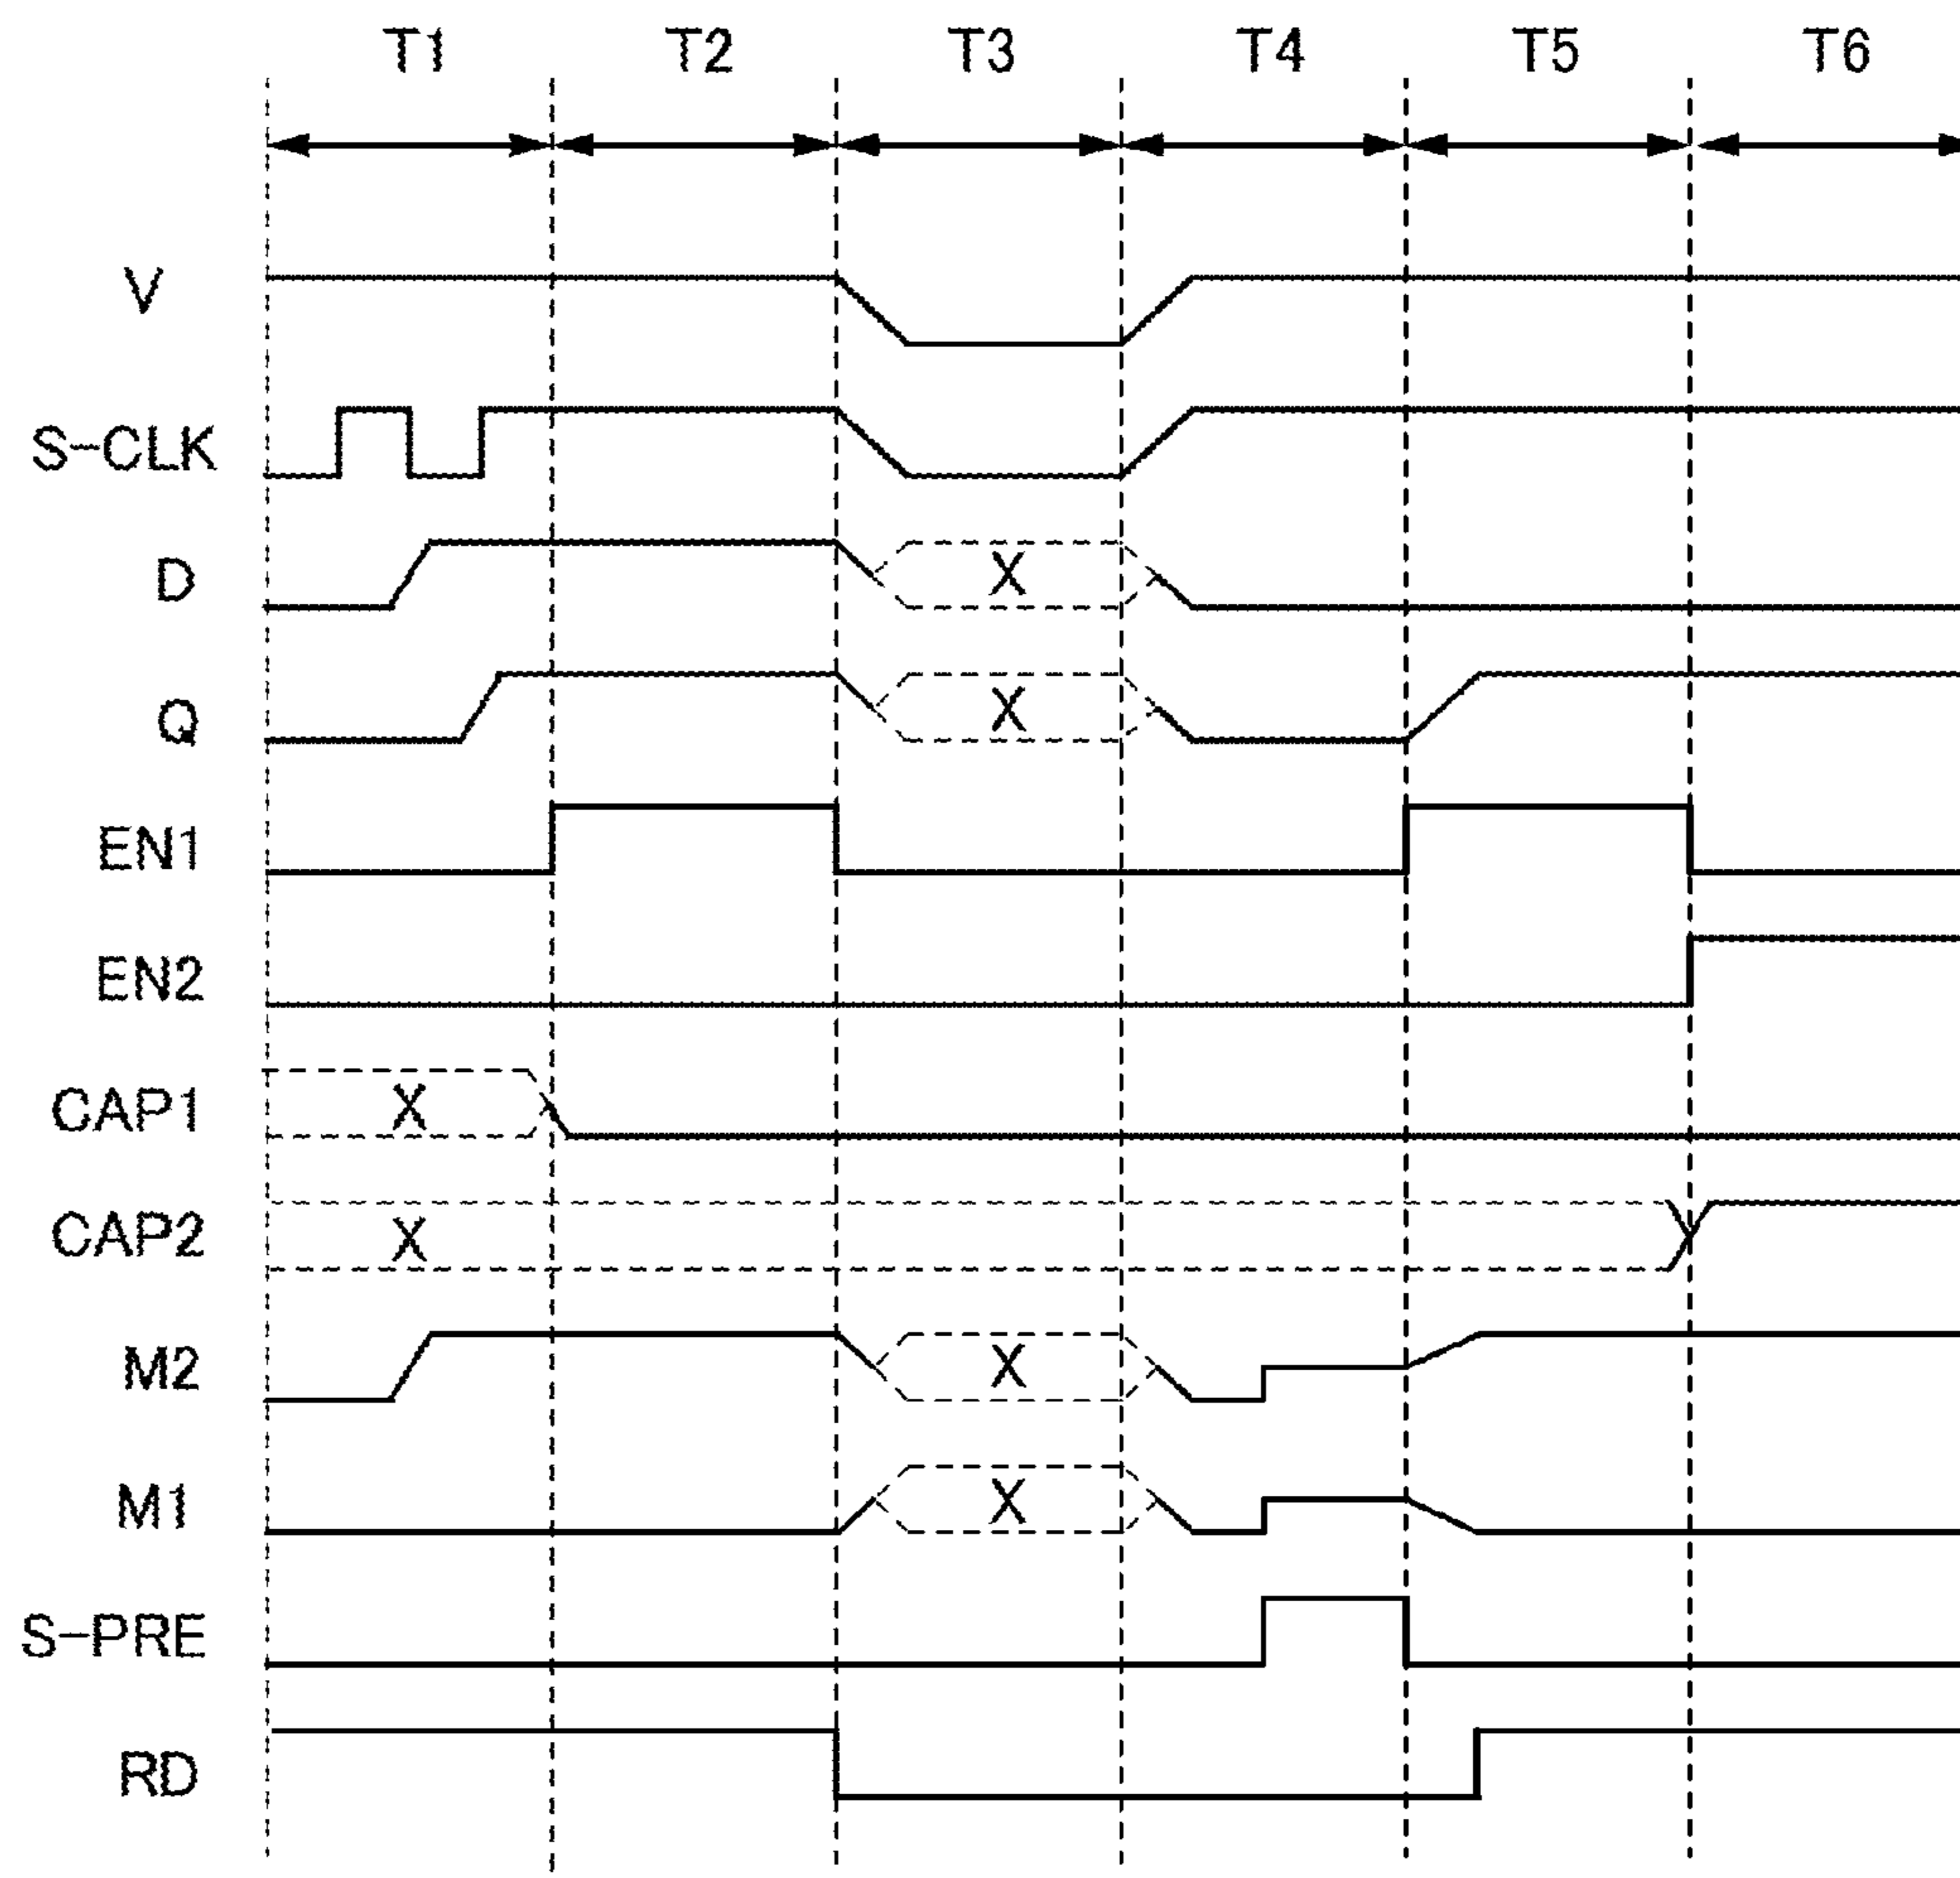 T1 T2 T3 T4 T5 T6
V
S-CLK
D X
Q X
EN1
EN2
CAP1 X
CAP2 X
M2 X
M1 X
S-PRE
RD